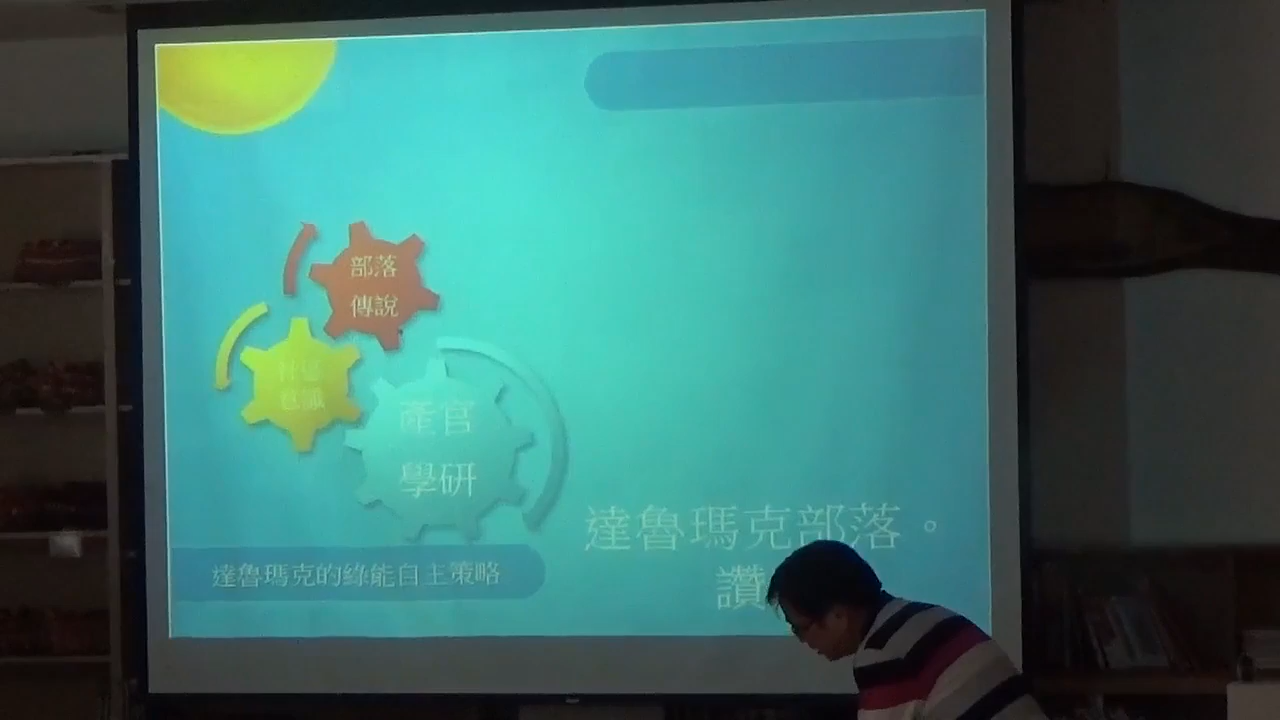 部落
傳說
產官
學研
達魯瑪克部落。
讚
達魯瑪克的綠能自主策略